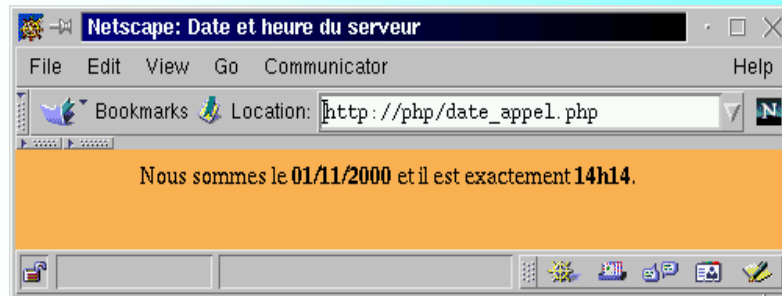 Netscape: Date et heure du serveur
File Edit View Go Communicator Help
Bookmarks Location: http://php/date_appel.php N
Nous sommes le 01/11/2000 et il est exactement 14h14.